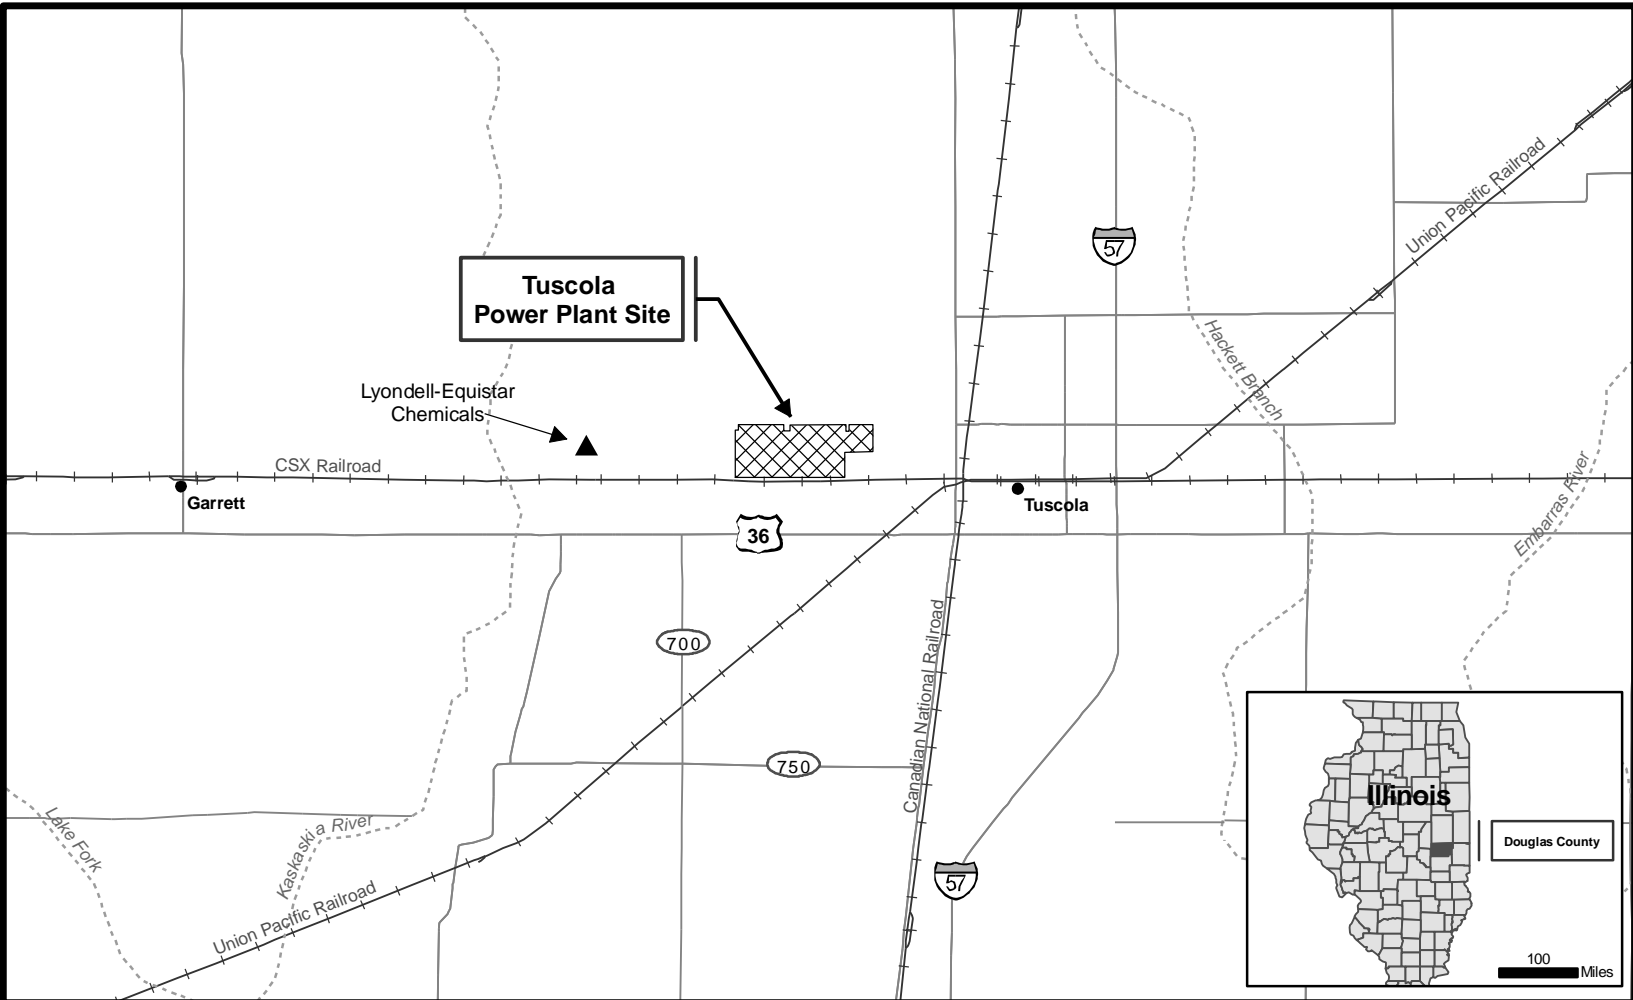 57
Union Pacific Railroad
Tuscola
Power Plant Site
Hackett Branch
Lyondell-Equistar
Chemicals
CSX Railroad
Garrett
Tuscola
36
Embarras River
700
Canadian National Railroad
750
Illinois
Lake Fork
Kaskaskia River
Douglas County
57
Union Pacific Railroad
100
Miles